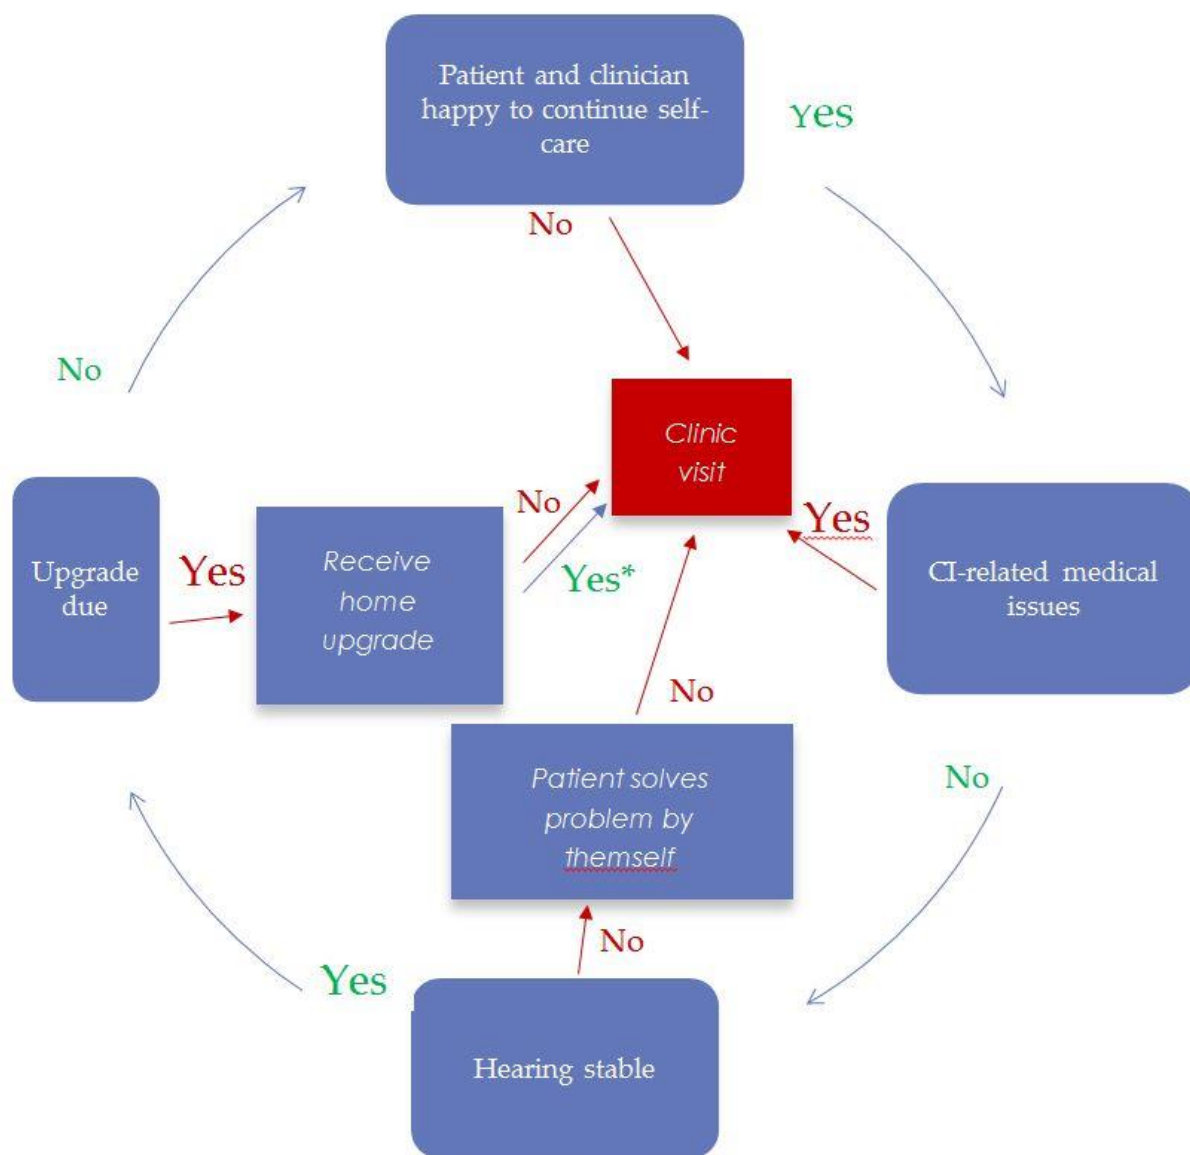 Patient and clinician
happy to continue self-
care
Yes
No
No
Clinic
visit
Upgrade
due
Yes
Receive
home
upgrade
No
Yes*
Yes
CI-related medical
issues
No
Patient solves
problem by
themself
No
No
Yes
Hearing stable